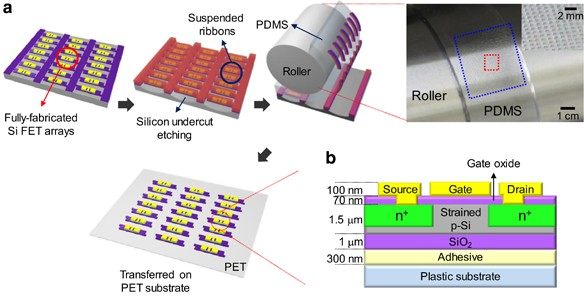 a
Suspended
ribbons
PDMS
Roller
2 mm
Roller
PDMS
1 cm
Fully-fabricated
Si FET arrays
Silicon undercut
etching
PET
Transferred on
PET substrate
b
Gate oxide
100 nm
Source
Gate
Drain
70 nm
1.5 μm
n+
Strained
p-Si
n+
1 μm
SiO₂
300 nm
Adhesive
Plastic substrate